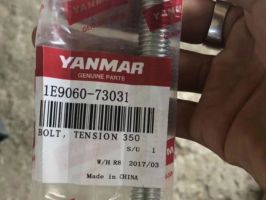 YANMAR
GENUINE PARTS
1E9060-73031
BOLT, TENSION 350
S/U 1
W/H R8 2017/03
Made in CHINA